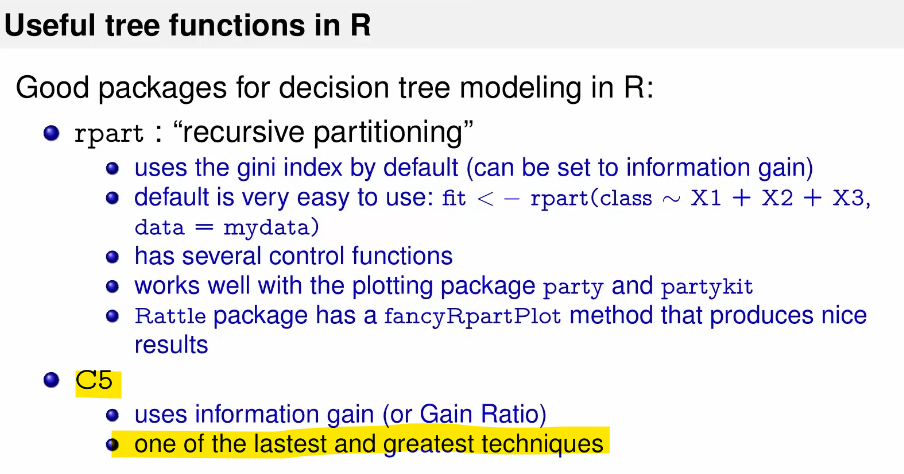 Useful tree functions in R
Good packages for decision tree modeling in R:
rpart : “recursive partitioning”
uses the gini index by default (can be set to information gain)
default is very easy to use: fit < − rpart(class ∼ X1 + X2 + X3,
data = mydata)
has several control functions
works well with the plotting package party and partykit
Rattle package has a fancyRpartPlot method that produces nice
results
C5
uses information gain (or Gain Ratio)
one of the lastest and greatest techniques